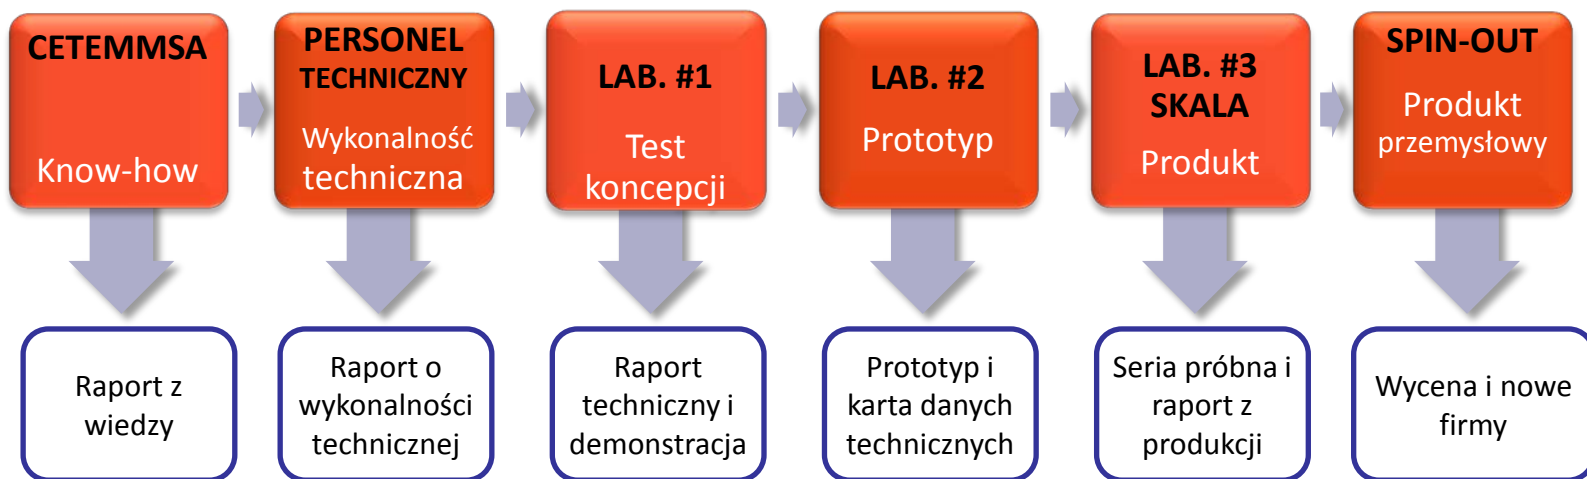 CETEMMSA
Know-how
PERSONEL
TECHNICZNY
Wykonalność
techniczna
LAB. #1
Test
koncepcji
LAB. #2
Prototyp
LAB. #3
SKALA
Produkt
SPIN-OUT
Produkt
przemysłowy
Raport z
wiedzy
Raport o
wykonalności
technicznej
Raport
techniczny i
demonstracja
Prototyp i
karta danych
technicznych
Seria próbna i
raport z
produkcji
Wycena i nowe
firmy